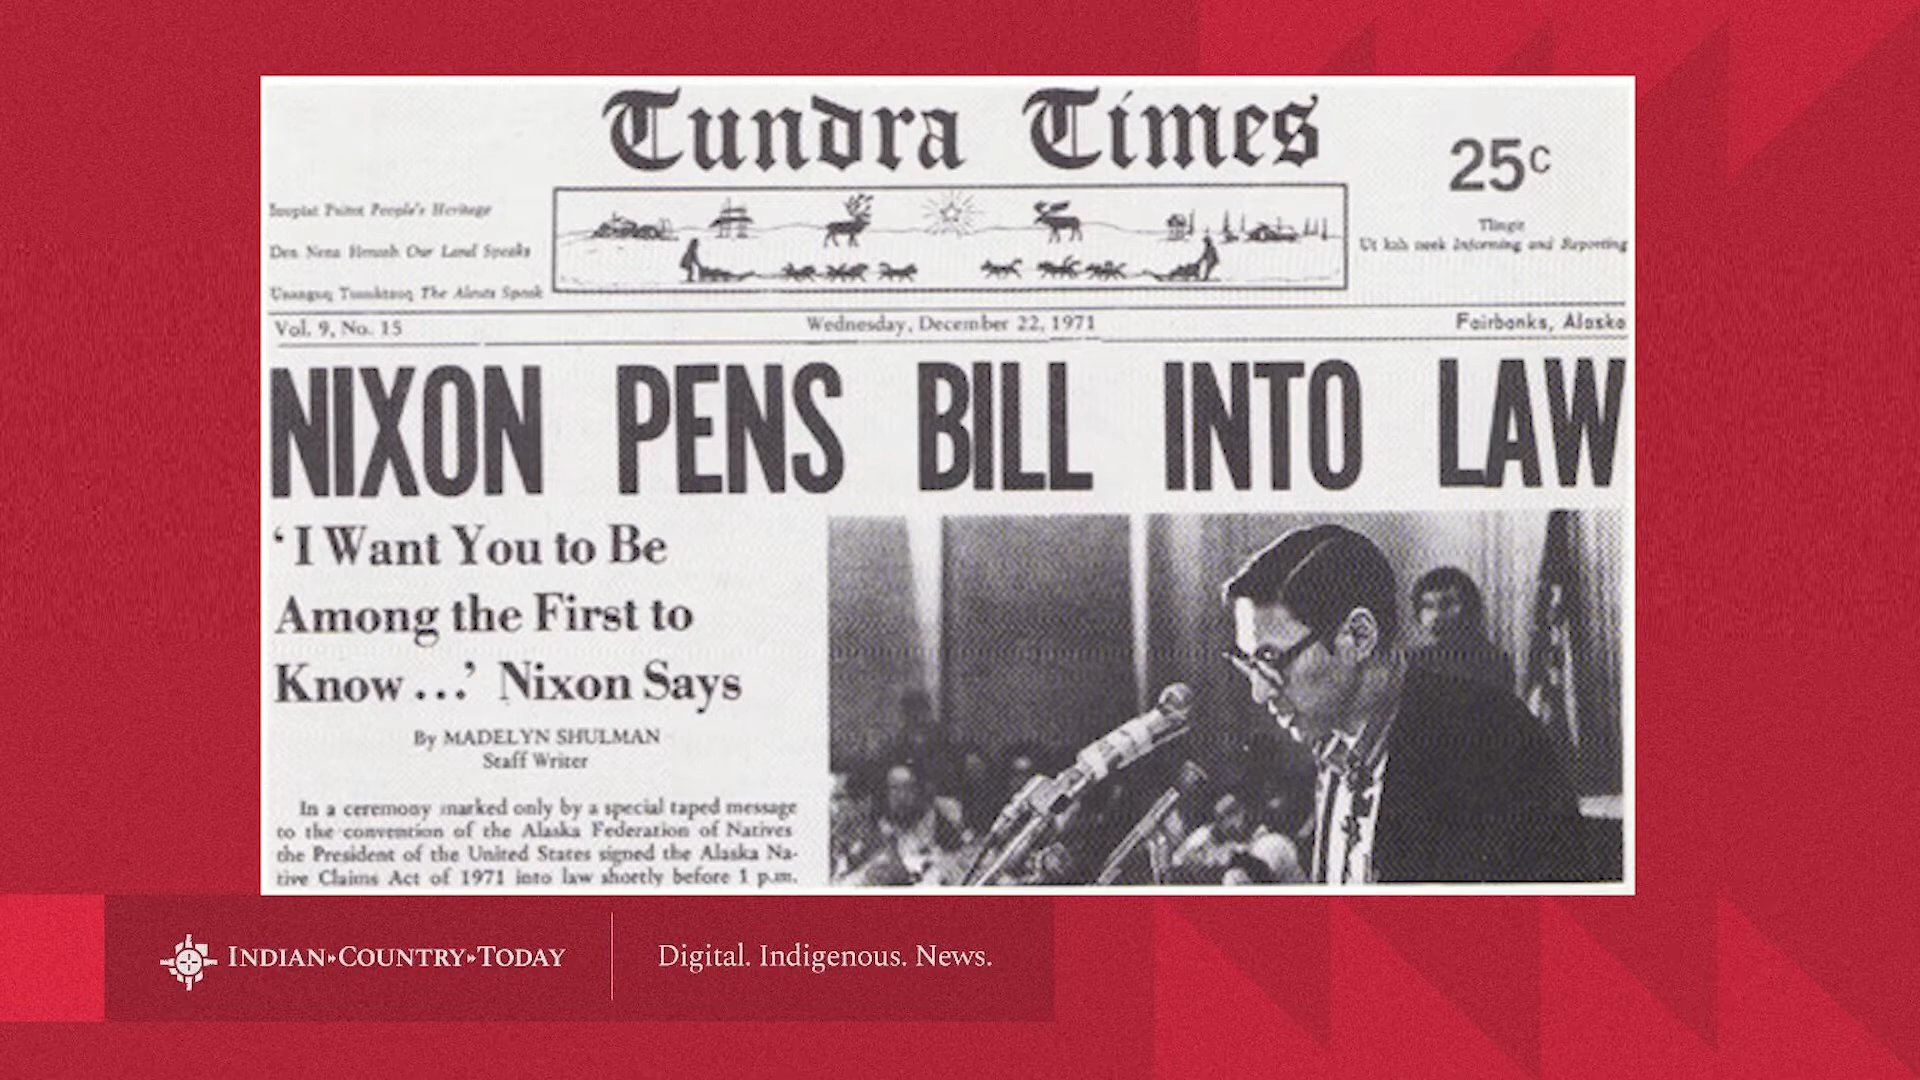 Tundra Times
25c
Inupiat Paitot People's Heritage
Den Nena Henash Our Land Speaks
Unanguq Tunuktauq The Aleuts Speak
Tlingit
Ut kah neek Informing and Reporting
Vol. 9, No. 15
Wednesday, December 22, 1971
Fairbanks, Alaska
NIXON PENS BILL INTO LAW
‘I Want You to Be
Among the First to
Know . . .’ Nixon Says
By MADELYN SHULMAN
Staff Writer
In a ceremony marked only by a special taped message
to the convention of the Alaska Federation of Natives
the President of the United States signed the Alaska Na-
tive Claims Act of 1971 into law shortly before 1 p.m.
INDIAN»COUNTRY»TODAY
Digital. Indigenous. News.